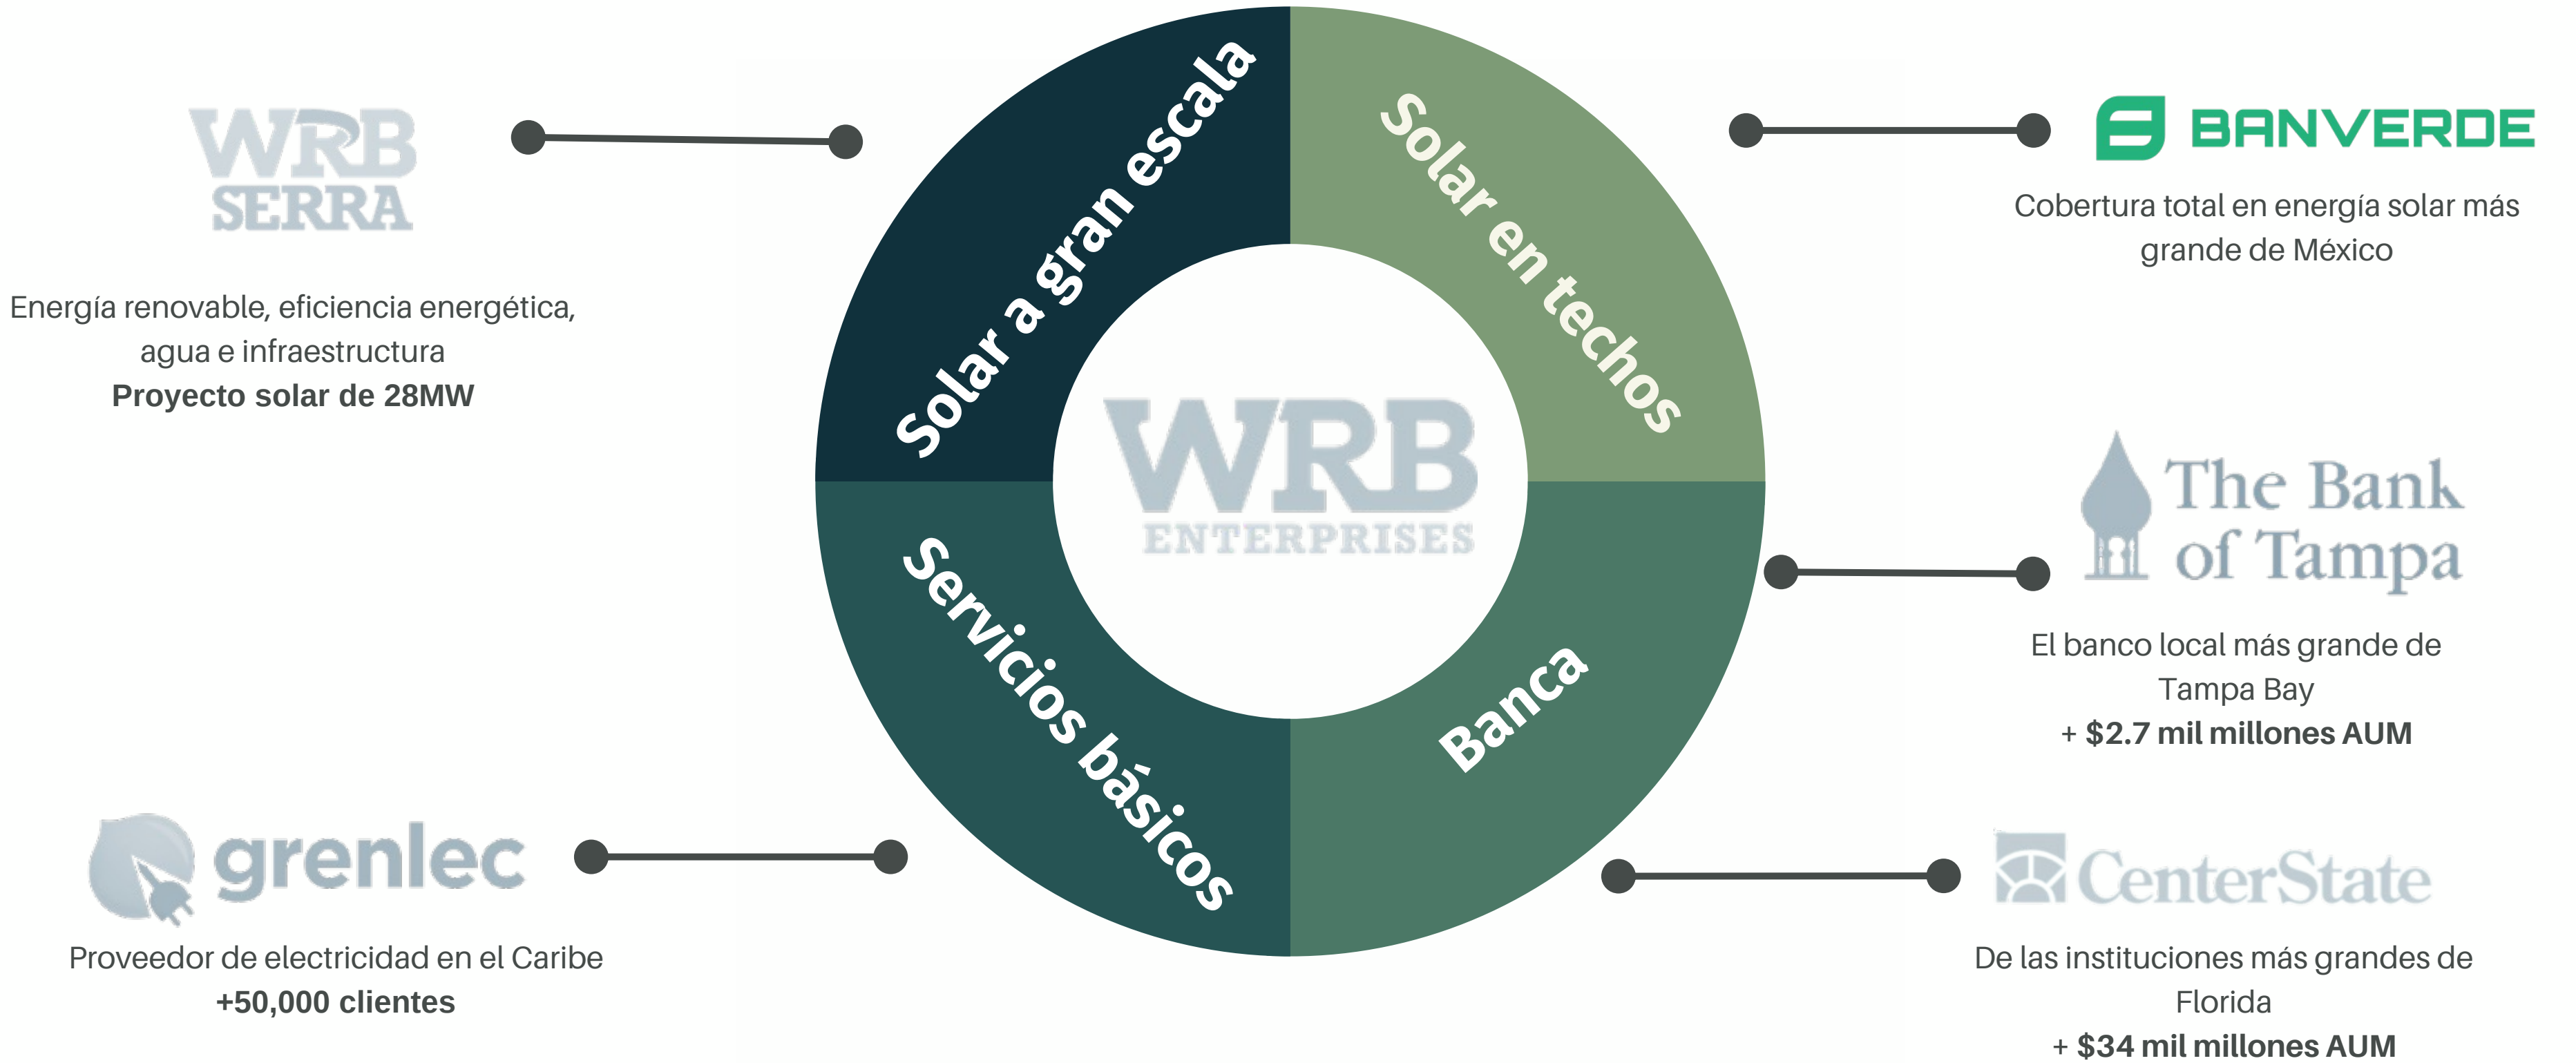 WRB
SERRA
Energía renovable, eficiencia energética,
agua e infraestructura
Proyecto solar de 28MW
grenlec
Proveedor de electricidad en el Caribe
+50,000 clientes
Solar a gran escala
Solar en techos
WRB
ENTERPRISES
Servicios básicos
Banca
BANVERDE
Cobertura total en energía solar más
grande de México
The Bank
of Tampa
El banco local más grande de
Tampa Bay
+ $2.7 mil millones AUM
CenterState
De las instituciones más grandes de
Florida
+ $34 mil millones AUM